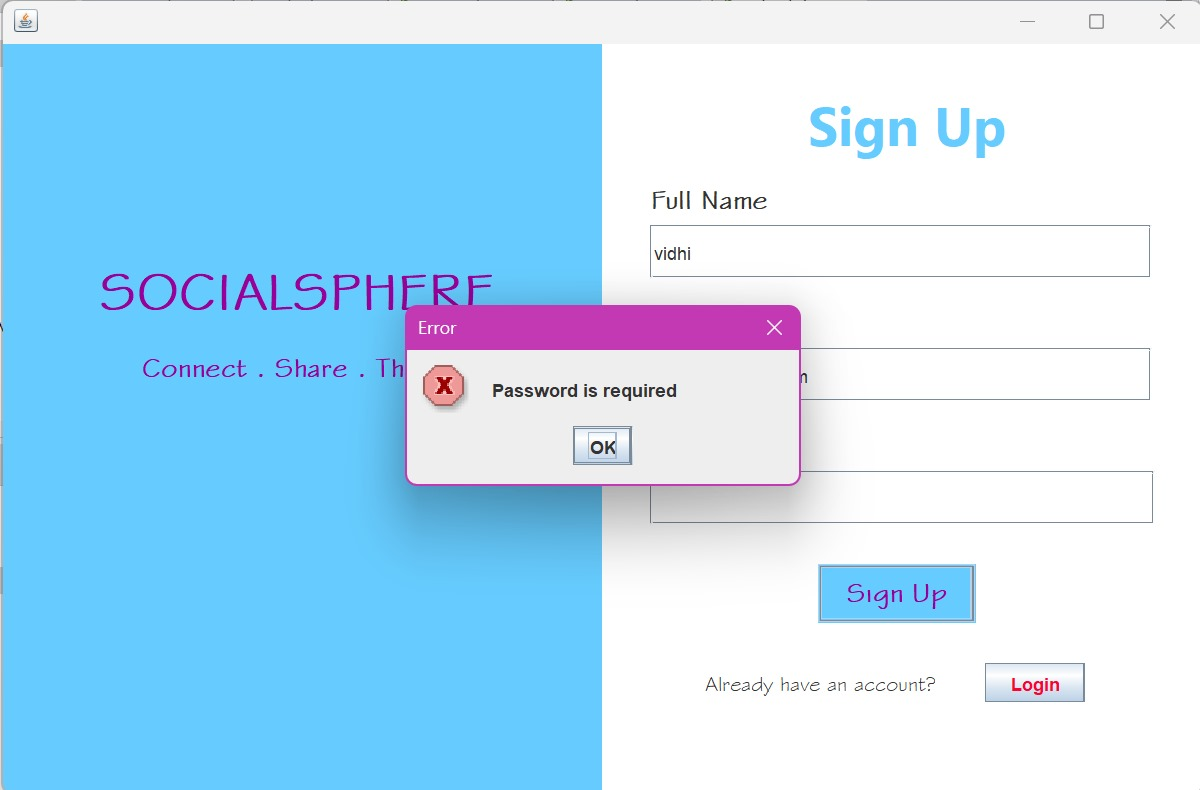 Sign Up
Full Name
vidhi
SOCIALSPHERE
Connect . Share . Th
Error
Password is required
OK
Sign Up
Already have an account?
Login